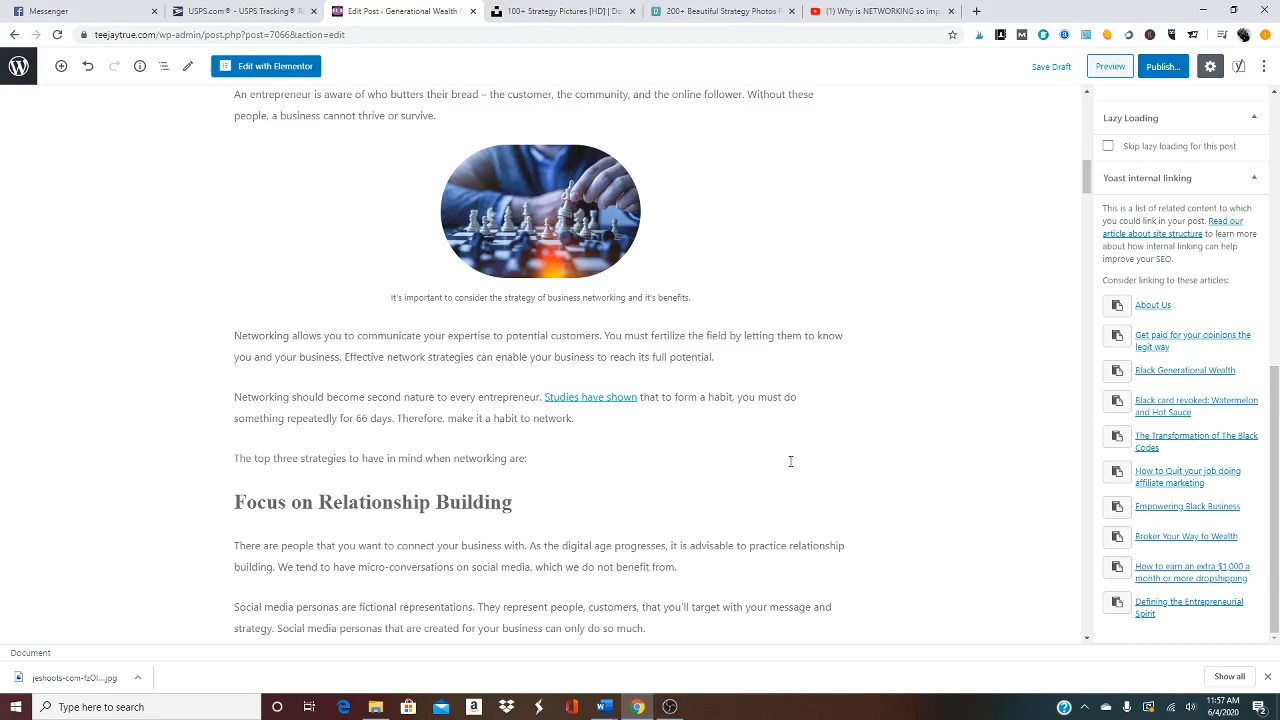 Messenger
USPS.com® - USPS Tracking® R
Edit Post ‹ Generational Wealth N
100+ Strategy Pictures [HD] | Do
200+ Beautiful Strategy Photos
(1) Why is NETWORKING so imp
teejaytrue.com/wp-admin/post.php?post=7066&action=edit
Edit with Elementor
Save Draft
Preview
Publish...
An entrepreneur is aware of who butters their bread – the customer, the community, and the online follower. Without these
people, a business cannot thrive or survive.
It's important to consider the strategy of business networking and it's benefits.
Networking allows you to communicate your expertise to potential customers. You must fertilize the field by letting them to know
you and your business. Effective network strategies can enable your business to reach its full potential.
Networking should become second nature to every entrepreneur. Studies have shown that to form a habit, you must do
something repeatedly for 66 days. Therefore, make it a habit to network.
The top three strategies to have in mind when networking are:
Focus on Relationship Building
There are people that you want to connect your business with. As the digital age progresses, it is advisable to practice relationship
building. We tend to have micro-conversations on social media, which we do not benefit from.
Social media personas are fictional representations. They represent people, customers, that you'll target with your message and
strategy. Social media personas that are created for your business can only do so much.
Lazy Loading
Skip lazy loading for this post
Yoast internal linking
This is a list of related content to which
you could link in your post. Read our
article about site structure to learn more
about how internal linking can help
improve your SEO.
Consider linking to these articles:
About Us
Get paid for your opinions the
legit way
Black Generational Wealth
Black card revoked: Watermelon
and Hot Sauce
The Transformation of The Black
Codes
How to Quit your job doing
affiliate marketing
Empowering Black Business
Broker Your Way to Wealth
How to earn an extra $1,000 a
month or more dropshipping
Defining the Entrepreneurial
Spirit
Document
jeshoots-com-fzOI....jpg
Show all
Type here to search
11:57 AM
6/4/2020